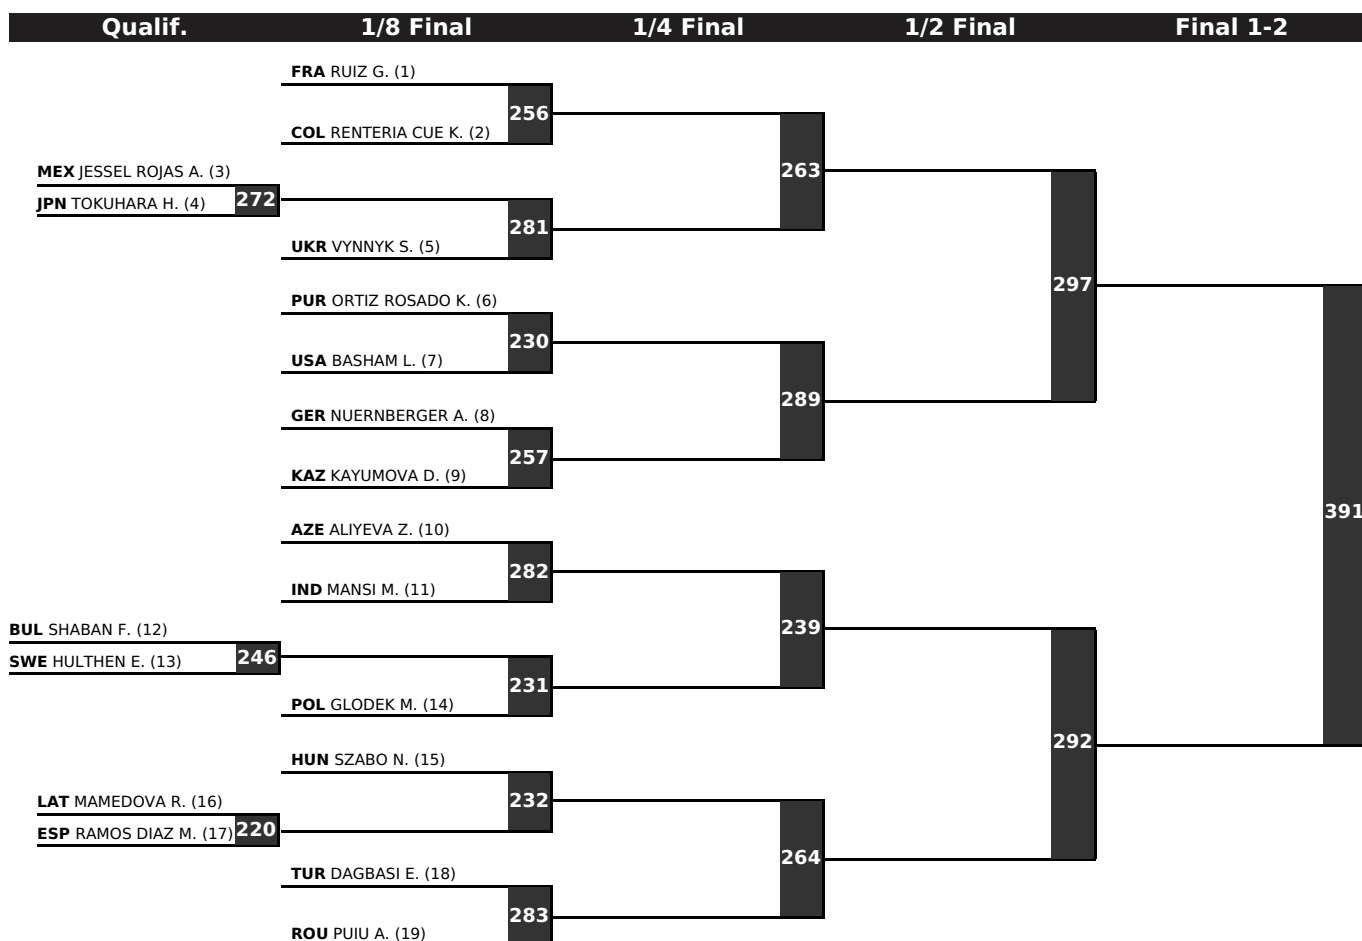 Qualif. 1/8 Final 1/4 Final 1/2 Final Final 1-2
FRA RUIZ G. (1)
256
COL RENTERIA CUE K. (2)
263
MEX JESSEL ROJAS A. (3)
JPN TOKUHARA H. (4) 272
281
UKR VYNNYK S. (5)
297
PUR ORTIZ ROSADO K. (6)
230
USA BASHAM L. (7)
289
GER NUERNBERGER A. (8)
257
KAZ KAYUMOVA D. (9)
391
AZE ALIYEVA Z. (10)
282
IND MANSI M. (11)
239
BUL SHABAN F. (12)
SWE HULTHEN E. (13) 246
231
POL GLODEK M. (14)
292
HUN SZABO N. (15)
232
LAT MAMEDOVA R. (16)
ESP RAMOS DIAZ M. (17) 220
264
TUR DAGBASI E. (18)
283
ROU PUIU A. (19)